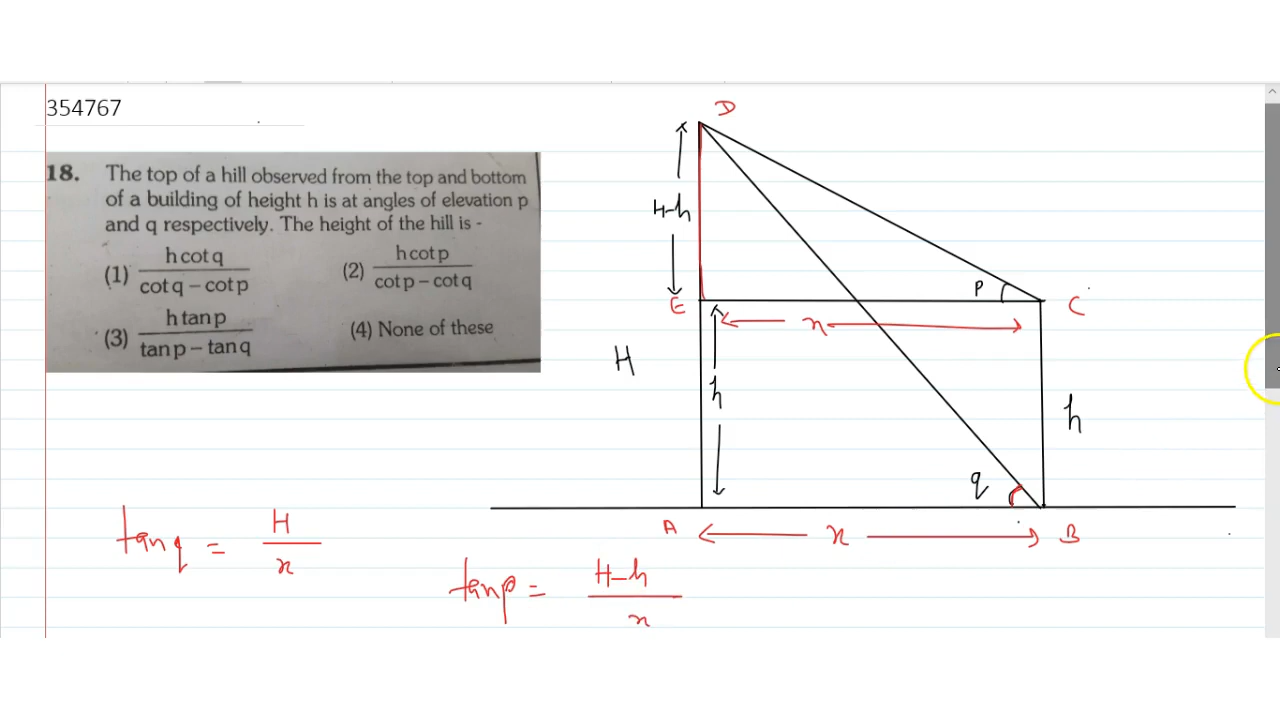 354767
18. The top of a hill observed from the top and bottom
of a building of height h is at angles of elevation p
and q respectively. The height of the hill is -
(1) h cot q / cot q – cot p (2) h cot p / cot p – cot q
(3) h tan p / tan p – tan q (4) None of these
D
H-h
E
P
C
x
H
h
h
q
A
x
B
tan q = H / x
tan p = H-h / x